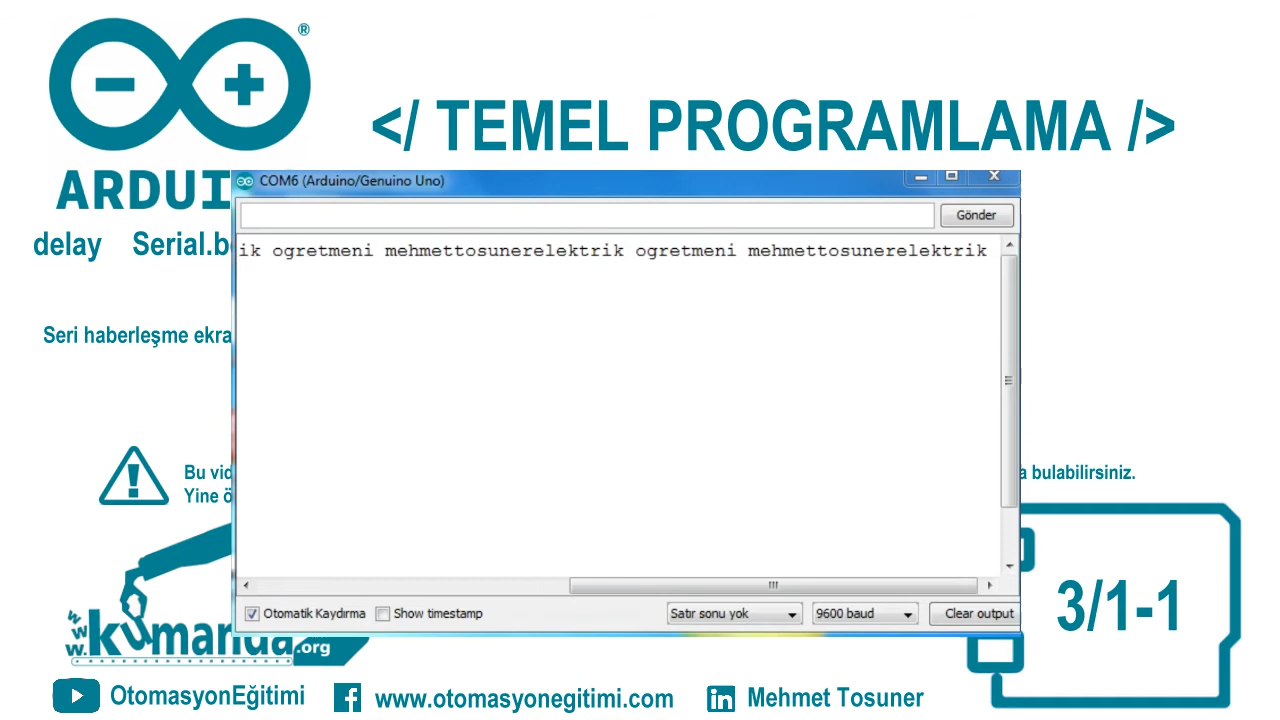 ®
</ TEMEL PROGRAMLAMA />
ARDUI
COM6 (Arduino/Genuino Uno)
Gönder
delay Serial.b
ik ogretmeni mehmettosunerelektrik ogretmeni mehmettosunerelektrik
Seri haberleşme ekra
Bu vid
a bulabilirsiniz.
Yine ö
Otomatik Kaydırma
Show timestamp
Satır sonu yok
9600 baud
Clear output
3/1-1
www.kumanda.org
OtomasyonEğitimi
www.otomasyonegitimi.com
Mehmet Tosuner